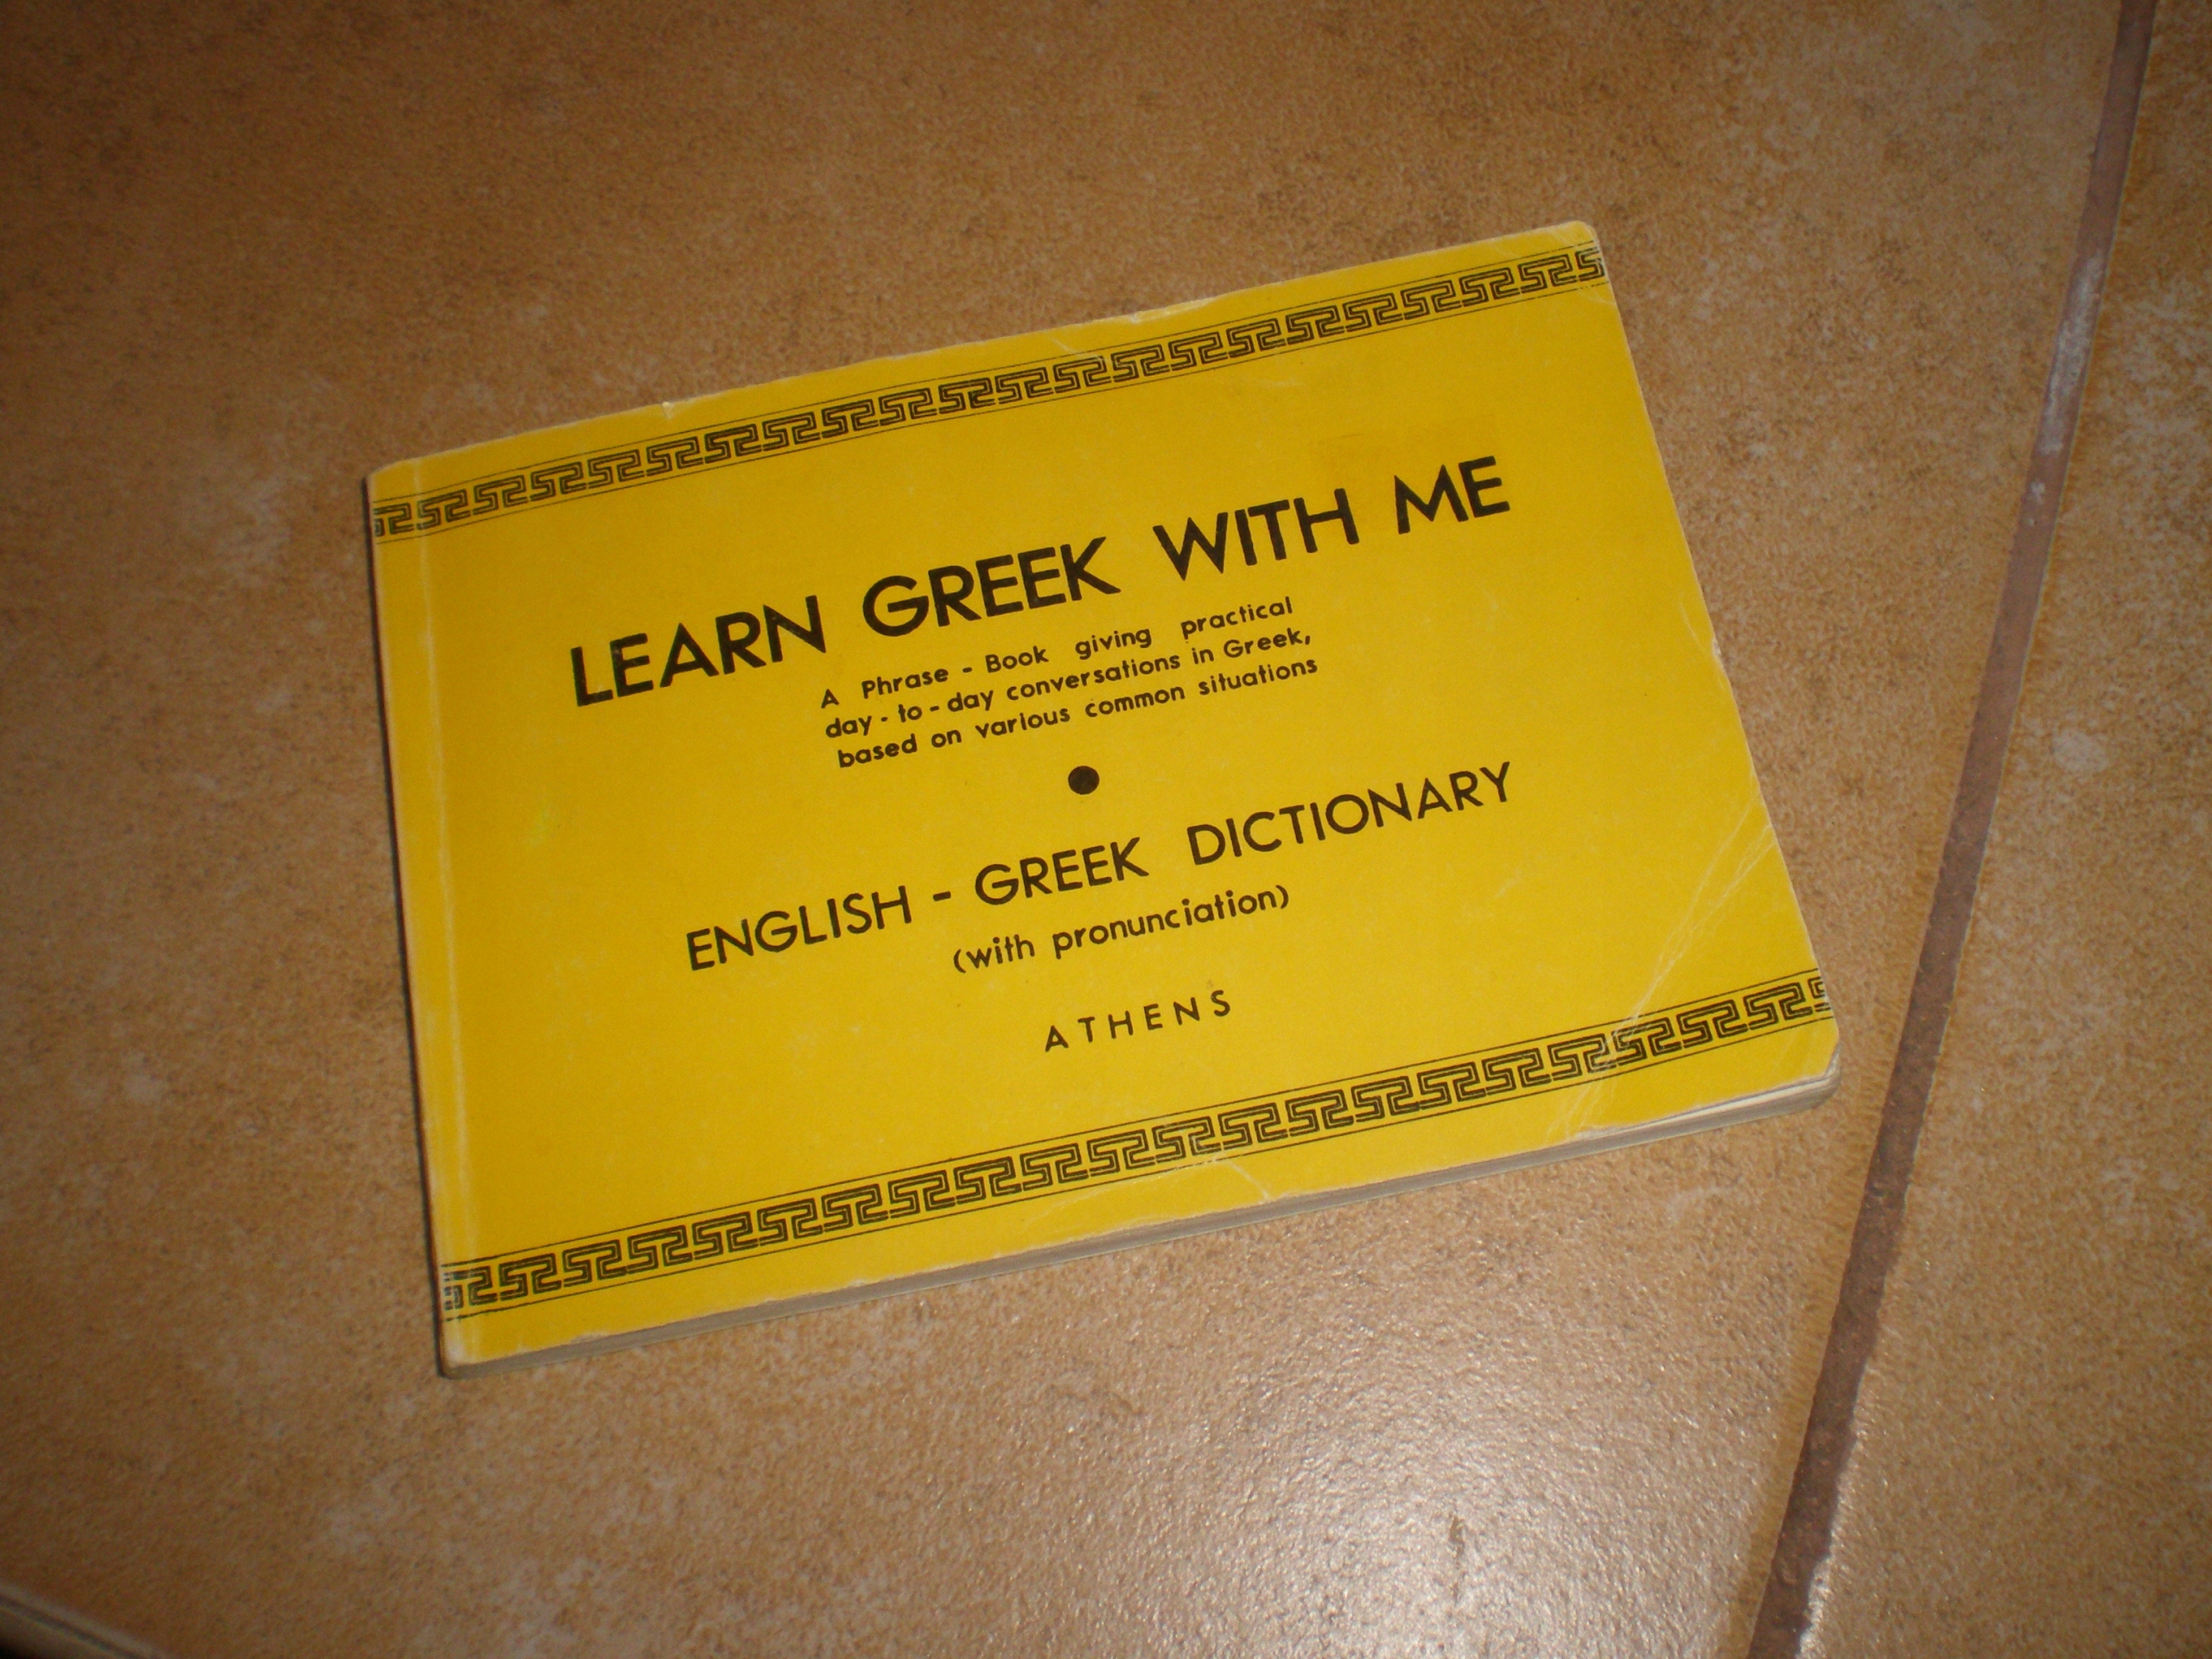 LEARN GREEK WITH ME
A Phrase - Book giving practical
day - to - day conversations in Greek,
based on various common situations
ENGLISH - GREEK DICTIONARY
(with pronunciation)
ATHENS